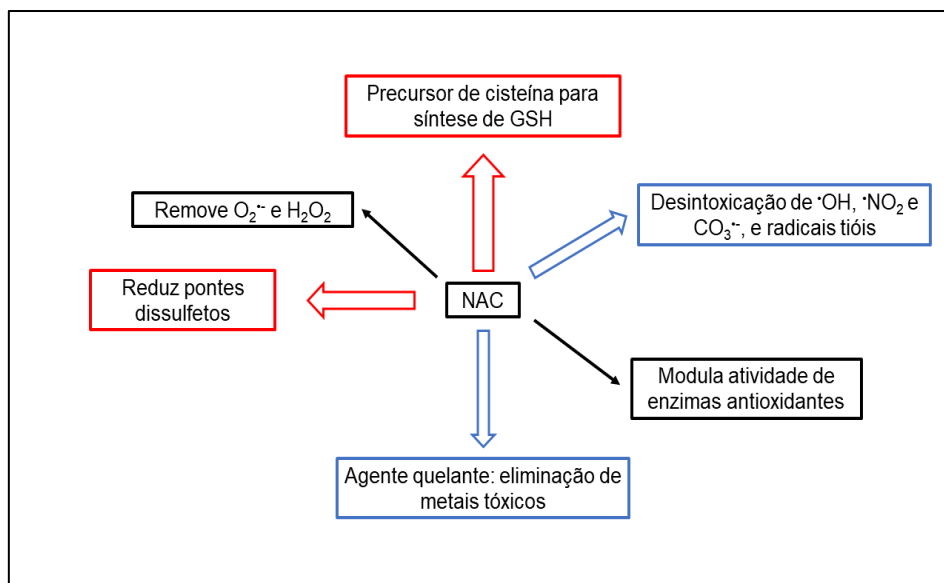 Precursor de cisteína para
síntese de GSH
Remove O₂•- e H₂O₂
Desintoxicação de •OH, •NO₂ e
CO₃•-, e radicais tióis
Reduz pontes
dissulfetos
NAC
Modula atividade de
enzimas antioxidantes
Agente quelante: eliminação de
metais tóxicos